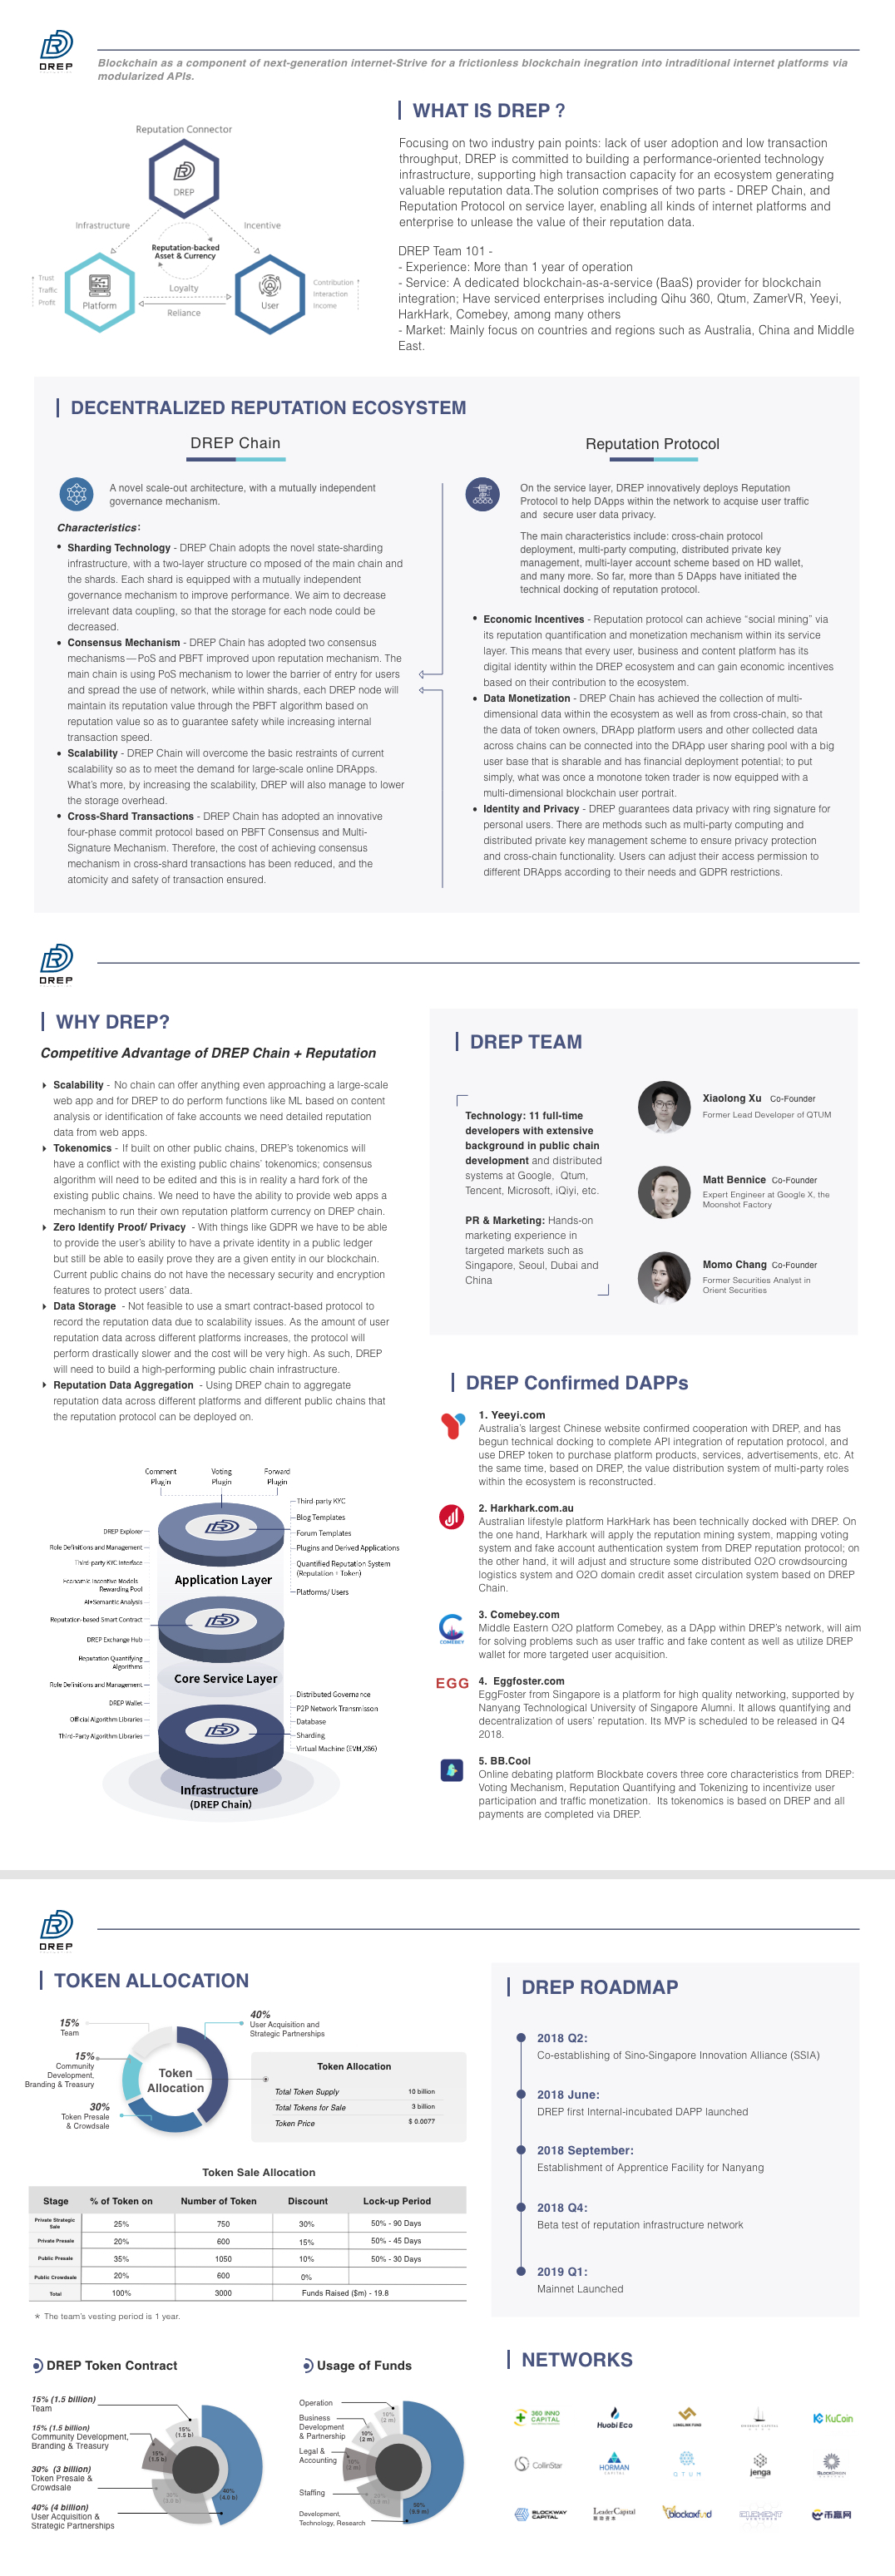 DREP
Blockchain as a component of next-generation internet-Strive for a frictionless blockchain inegration into intraditional internet platforms via
modularized APIs.
Reputation Connector
DREP
Infrastructure
Incentive
Reputation-backed
Asset & Currency
Trust
Traffic
Profit
Platform
Loyalty
Reliance
User
Contribution
Interaction
Income
WHAT IS DREP ?
Focusing on two industry pain points: lack of user adoption and low transaction
throughput, DREP is committed to building a performance-oriented technology
infrastructure, supporting high transaction capacity for an ecosystem generating
valuable reputation data.The solution comprises of two parts - DREP Chain, and
Reputation Protocol on service layer, enabling all kinds of internet platforms and
enterprise to unlease the value of their reputation data.
DREP Team 101 -
- Experience: More than 1 year of operation
- Service: A dedicated blockchain-as-a-service (BaaS) provider for blockchain
integration; Have serviced enterprises including Qihu 360, Qtum, ZamerVR, Yeeyi,
HarkHark, Comebey, among many others
- Market: Mainly focus on countries and regions such as Australia, China and Middle
East.
DECENTRALIZED REPUTATION ECOSYSTEM
DREP Chain
A novel scale-out architecture, with a mutually independent
governance mechanism.
Characteristics:
• Sharding Technology - DREP Chain adopts the novel state-sharding
infrastructure, with a two-layer structure co mposed of the main chain and
the shards. Each shard is equipped with a mutually independent
governance mechanism to improve performance. We aim to decrease
irrelevant data coupling, so that the storage for each node could be
decreased.
• Consensus Mechanism - DREP Chain has adopted two consensus
mechanisms—PoS and PBFT improved upon reputation mechanism. The
main chain is using PoS mechanism to lower the barrier of entry for users
and spread the use of network, while within shards, each DREP node will
maintain its reputation value through the PBFT algorithm based on
reputation value so as to guarantee safety while increasing internal
transaction speed.
• Scalability - DREP Chain will overcome the basic restraints of current
scalability so as to meet the demand for large-scale online DRApps.
What's more, by increasing the scalability, DREP will also manage to lower
the storage overhead.
• Cross-Shard Transactions - DREP Chain has adopted an innovative
four-phase commit protocol based on PBFT Consensus and Multi-
Signature Mechanism. Therefore, the cost of achieving consensus
mechanism in cross-shard transactions has been reduced, and the
atomicity and safety of transaction ensured.
Reputation Protocol
On the service layer, DREP innovatively deploys Reputation
Protocol to help DApps within the network to acquise user traffic
and secure user data privacy.
The main characteristics include: cross-chain protocol
deployment, multi-party computing, distributed private key
management, multi-layer account scheme based on HD wallet,
and many more. So far, more than 5 DApps have initiated the
technical docking of reputation protocol.
• Economic Incentives - Reputation protocol can achieve “social mining” via
its reputation quantification and monetization mechanism within its service
layer. This means that every user, business and content platform has its
digital identity within the DREP ecosystem and can gain economic incentives
based on their contribution to the ecosystem.
• Data Monetization - DREP Chain has achieved the collection of multi-
dimensional data within the ecosystem as well as from cross-chain, so that
the data of token owners, DRApp platform users and other collected data
across chains can be connected into the DRApp user sharing pool with a big
user base that is sharable and has financial deployment potential; to put
simply, what was once a monotone token trader is now equipped with a
multi-dimensional blockchain user portrait.
• Identity and Privacy - DREP guarantees data privacy with ring signature for
personal users. There are methods such as multi-party computing and
distributed private key management scheme to ensure privacy protection
and cross-chain functionality. Users can adjust their access permission to
different DRApps according to their needs and GDPR restrictions.
DREP
WHY DREP?
Competitive Advantage of DREP Chain + Reputation
Scalability - No chain can offer anything even approaching a large-scale
web app and for DREP to do perform functions like ML based on content
analysis or identification of fake accounts we need detailed reputation
data from web apps.
Tokenomics - If built on other public chains, DREP's tokenomics will
have a conflict with the existing public chains' tokenomics; consensus
algorithm will need to be edited and this is in reality a hard fork of the
existing public chains. We need to have the ability to provide web apps a
mechanism to run their own reputation platform currency on DREP chain.
Zero Identify Proof/ Privacy - With things like GDPR we have to be able
to provide the user's ability to have a private identity in a public ledger
but still be able to easily prove they are a given entity in our blockchain.
Current public chains do not have the necessary security and encryption
features to protect users' data.
Data Storage - Not feasible to use a smart contract-based protocol to
record the reputation data due to scalability issues. As the amount of user
reputation data across different platforms increases, the protocol will
perform drastically slower and the cost will be very high. As such, DREP
will need to build a high-performing public chain infrastructure.
Reputation Data Aggregation - Using DREP chain to aggregate
reputation data across different platforms and different public chains that
the reputation protocol can be deployed on.
DREP TEAM
Technology: 11 full-time
developers with extensive
background in public chain
development and distributed
systems at Google, Qtum,
Tencent, Microsoft, iQiyi, etc.
PR & Marketing: Hands-on
marketing experience in
targeted markets such as
Singapore, Seoul, Dubai and
China
Xiaolong Xu Co-Founder
Former Lead Developer of QTUM
Matt Bennice Co-Founder
Expert Engineer at Google X, the
Moonshot Factory
Momo Chang Co-Founder
Former Securities Analyst in
Orient Securities
DREP Confirmed DAPPs
1. Yeeyi.com
Australia's largest Chinese website confirmed cooperation with DREP, and has
begun technical docking to complete API integration of reputation protocol, and
use DREP token to purchase platform products, services, advertisements, etc. At
the same time, based on DREP, the value distribution system of multi-party roles
within the ecosystem is reconstructed.
2. Harkhark.com.au
Australian lifestyle platform HarkHark has been technically docked with DREP. On
the one hand, Harkhark will apply the reputation mining system, mapping voting
system and fake account authentication system from DREP reputation protocol; on
the other hand, it will adjust and structure some distributed O2O crowdsourcing
logistics system and O2O domain credit asset circulation system based on DREP
Chain.
COMEBEY
3. Comebey.com
Middle Eastern O2O platform Comebey, as a DApp within DREP's network, will aim
for solving problems such as user traffic and fake content as well as utilize DREP
wallet for more targeted user acquisition.
EGG
4. Eggfoster.com
EggFoster from Singapore is a platform for high quality networking, supported by
Nanyang Technological University of Singapore Alumni. It allows quantifying and
decentralization of users' reputation. Its MVP is scheduled to be released in Q4
2018.
5. BB.Cool
Online debating platform Blockbate covers three core characteristics from DREP:
Voting Mechanism, Reputation Quantifying and Tokenizing to incentivize user
participation and traffic monetization. Its tokenomics is based on DREP and all
payments are completed via DREP.
Comment
Plugin
Voting
Plugin
Forward
Plugin
Third party KYC
Blog Templates
Forum Templates
Plugins and Derived Applications
Quantified Reputation System
(Reputation + Token)
Platforms/ Users
DREP Explorer
Role Definitions and Management
Third-party KYC Interface
Economic Incentive Models
Rewarding Pool
AI+Semantic Analysis
Reputation-based Smart Contract
DREP Exchange Hub
Reputation Quantifying
Algorithms
Role Definitions and Management
DREP Wallet
Official Algorithm Libraries
Third-Party Algorithm Libraries
Application Layer
Core Service Layer
Distributed Governance
P2P Network Transmisson
Database
Sharding
Virtual Machine (EVM,X86)
Infrastructure
(DREP Chain)
DREP
TOKEN ALLOCATION
15%
Team
15%
Community
Development,
Branding & Treasury
30%
Token Presale
& Crowdsale
40%
User Acquisition and
Strategic Partnerships
Token
Allocation
Token Allocation
Total Token Supply 10 billion
Total Tokens for Sale 3 billion
Token Price $ 0.0077
Token Sale Allocation
Stage % of Token on Number of Token Discount Lock-up Period
Private Strategic
Sale 25% 750 30% 50% - 90 Days
Private Presale 20% 600 15% 50% - 45 Days
Public Presale 35% 1050 10% 50% - 30 Days
Public Crowdsale 20% 600 0%
Total 100% 3000 Funds Raised ($m) - 19.8
* The team's vesting period is 1 year.
DREP ROADMAP
2018 Q2:
Co-establishing of Sino-Singapore Innovation Alliance (SSIA)
2018 June:
DREP first Internal-incubated DAPP launched
2018 September:
Establishment of Apprentice Facility for Nanyang
2018 Q4:
Beta test of reputation infrastructure network
2019 Q1:
Mainnet Launched
DREP Token Contract
15% (1.5 billion)
Team
15% (1.5 billion)
Community Development,
Branding & Treasury
30% (3 billion)
Token Presale &
Crowdsale
40% (4 billion)
User Acquisition &
Strategic Partnerships
15%
(1.5 b)
15%
(1.5 b)
40%
(4.0 b)
Usage of Funds
Operation
Business
Development
& Partnership
Legal &
Accounting
Staffing
Development,
Technology, Research
10%
(2 m)
10%
(2 m)
NETWORKS
360 INNO
CAPITAL
Huobi Eco
LONGLING FUND
KuCoin
CollinStar
HORMAN
CAPITAL
QTUM
jenga
BLOCKORION
BLOCKWAY
CAPITAL
LeaderCapital
blockoxfund
ELEMENT
币赢网